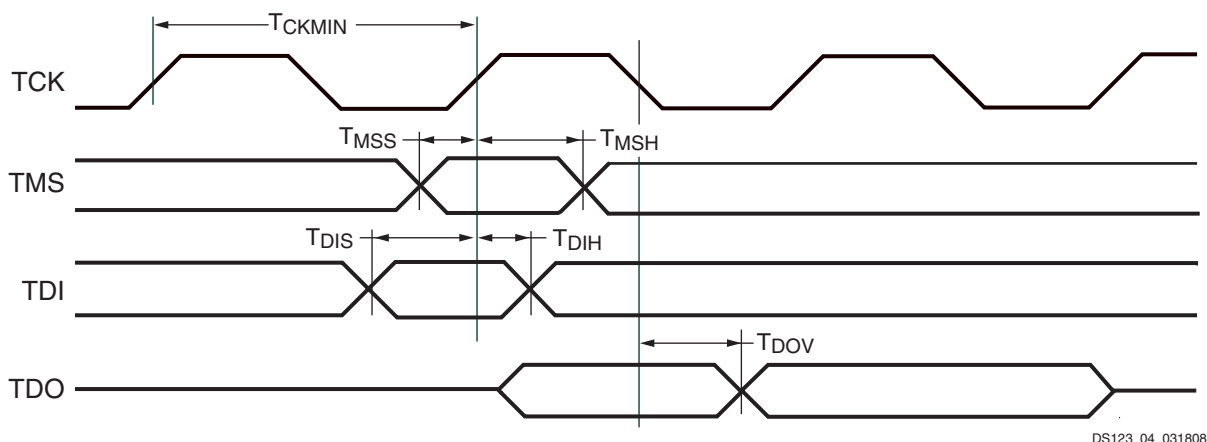 TCKMIN
TCK
TMSS
TMSH
TMS
TDIS
TDIH
TDI
TDOV
TDO
DS123_04_031808